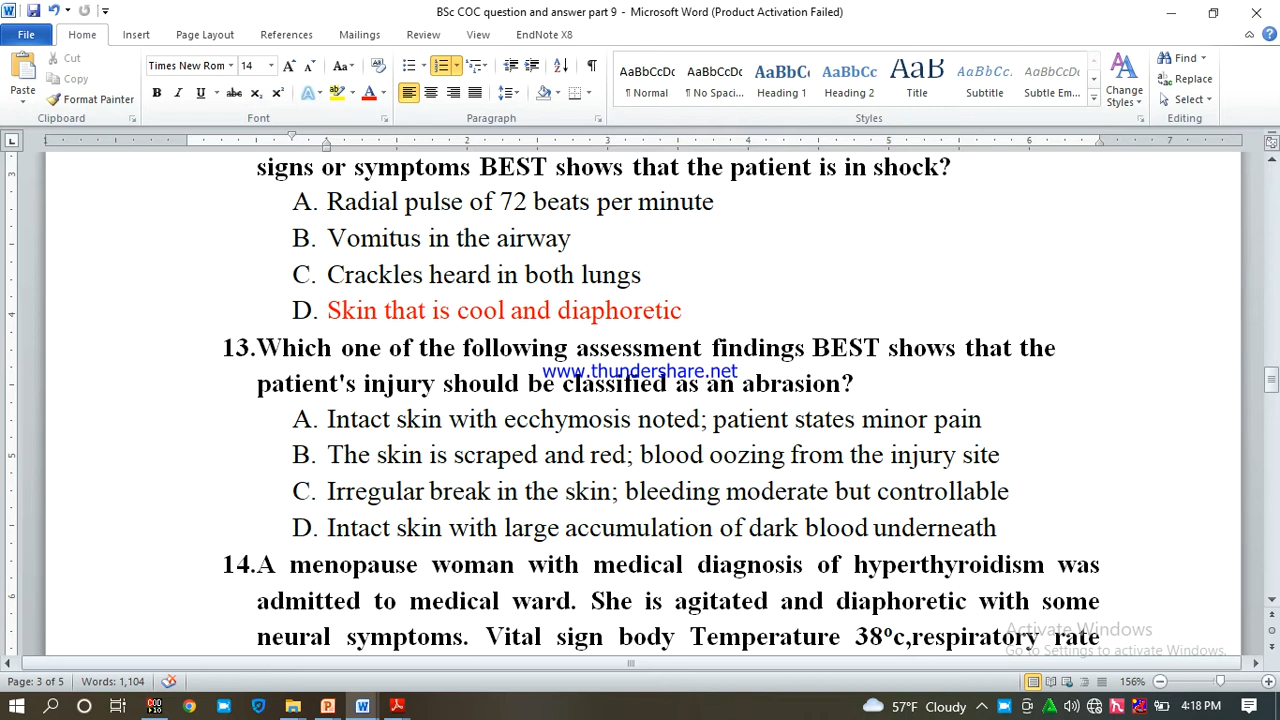 BSc COC question and answer part 9 - Microsoft Word (Product Activation Failed)
File Home Insert Page Layout References Mailings Review View EndNote X8
Cut
Copy
Format Painter
Paste
Times New Rom 14
Change Styles
Find
Replace
Select
AaBbCcDc AaBbCcDc AaBbCc AaBbCc AaB AaBbCcL AaBbCcDc
¶ Normal ¶ No Spaci... Heading 1 Heading 2 Title Subtitle Subtle Em...
Clipboard Font Paragraph Styles Editing
signs or symptoms BEST shows that the patient is in shock?
A. Radial pulse of 72 beats per minute
B. Vomitus in the airway
C. Crackles heard in both lungs
D. Skin that is cool and diaphoretic
13.Which one of the following assessment findings BEST shows that the
www.thundershare.net
patient's injury should be classified as an abrasion?
A. Intact skin with ecchymosis noted; patient states minor pain
B. The skin is scraped and red; blood oozing from the injury site
C. Irregular break in the skin; bleeding moderate but controllable
D. Intact skin with large accumulation of dark blood underneath
14.A menopause woman with medical diagnosis of hyperthyroidism was
admitted to medical ward. She is agitated and diaphoretic with some
neural symptoms. Vital sign body Temperature 38ºc,respiratory rate
Activate Windows
Go to Settings to activate Windows.
Page: 3 of 5 Words: 1,104 156%
57°F Cloudy 4:18 PM